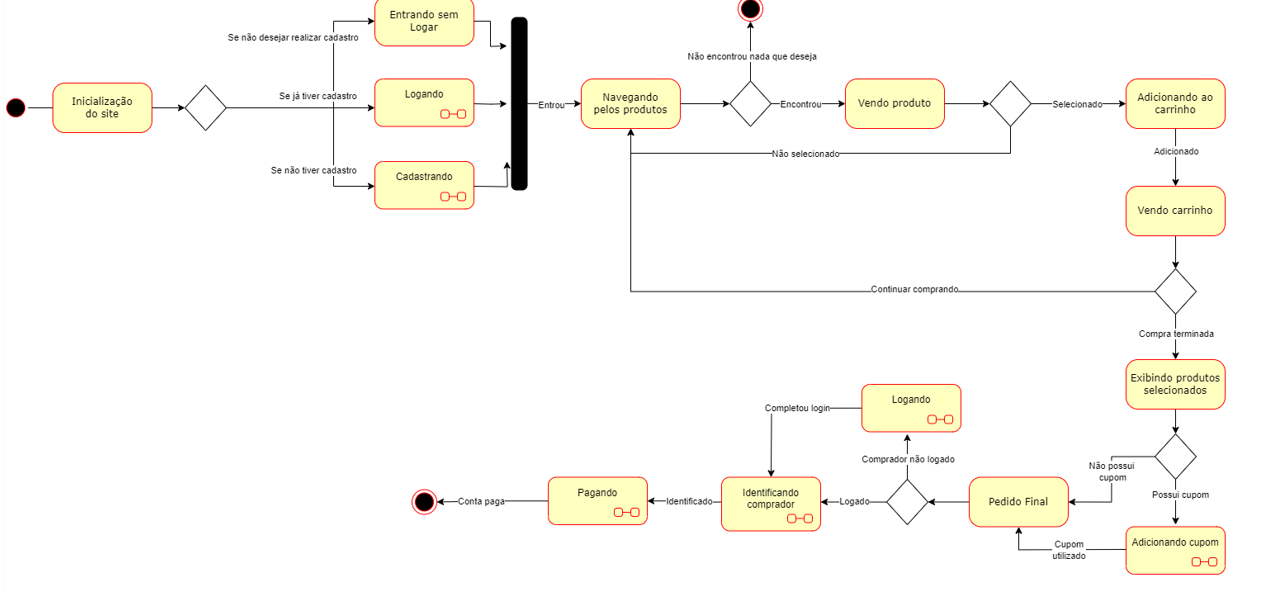 Entrando sem
Logar
Se não desejar realizar cadastro
Não encontrou nada que deseja
Inicialização
do site
Se já tiver cadastro
Logando
Entrou
Navegando
pelos produtos
Encontrou
Vendo produto
Selecionado
Adicionando ao
carrinho
Não selecionado
Adicionado
Se não tiver cadastro
Cadastrando
Vendo carrinho
Continuar comprando
Compra terminada
Exibindo produtos
selecionados
Logando
Completou login
Comprador não logado
Não possui
cupom
Possui cupom
Conta paga
Pagando
Identificado
Identificando
comprador
Logado
Pedido Final
Cupom
utilizado
Adicionando cupom